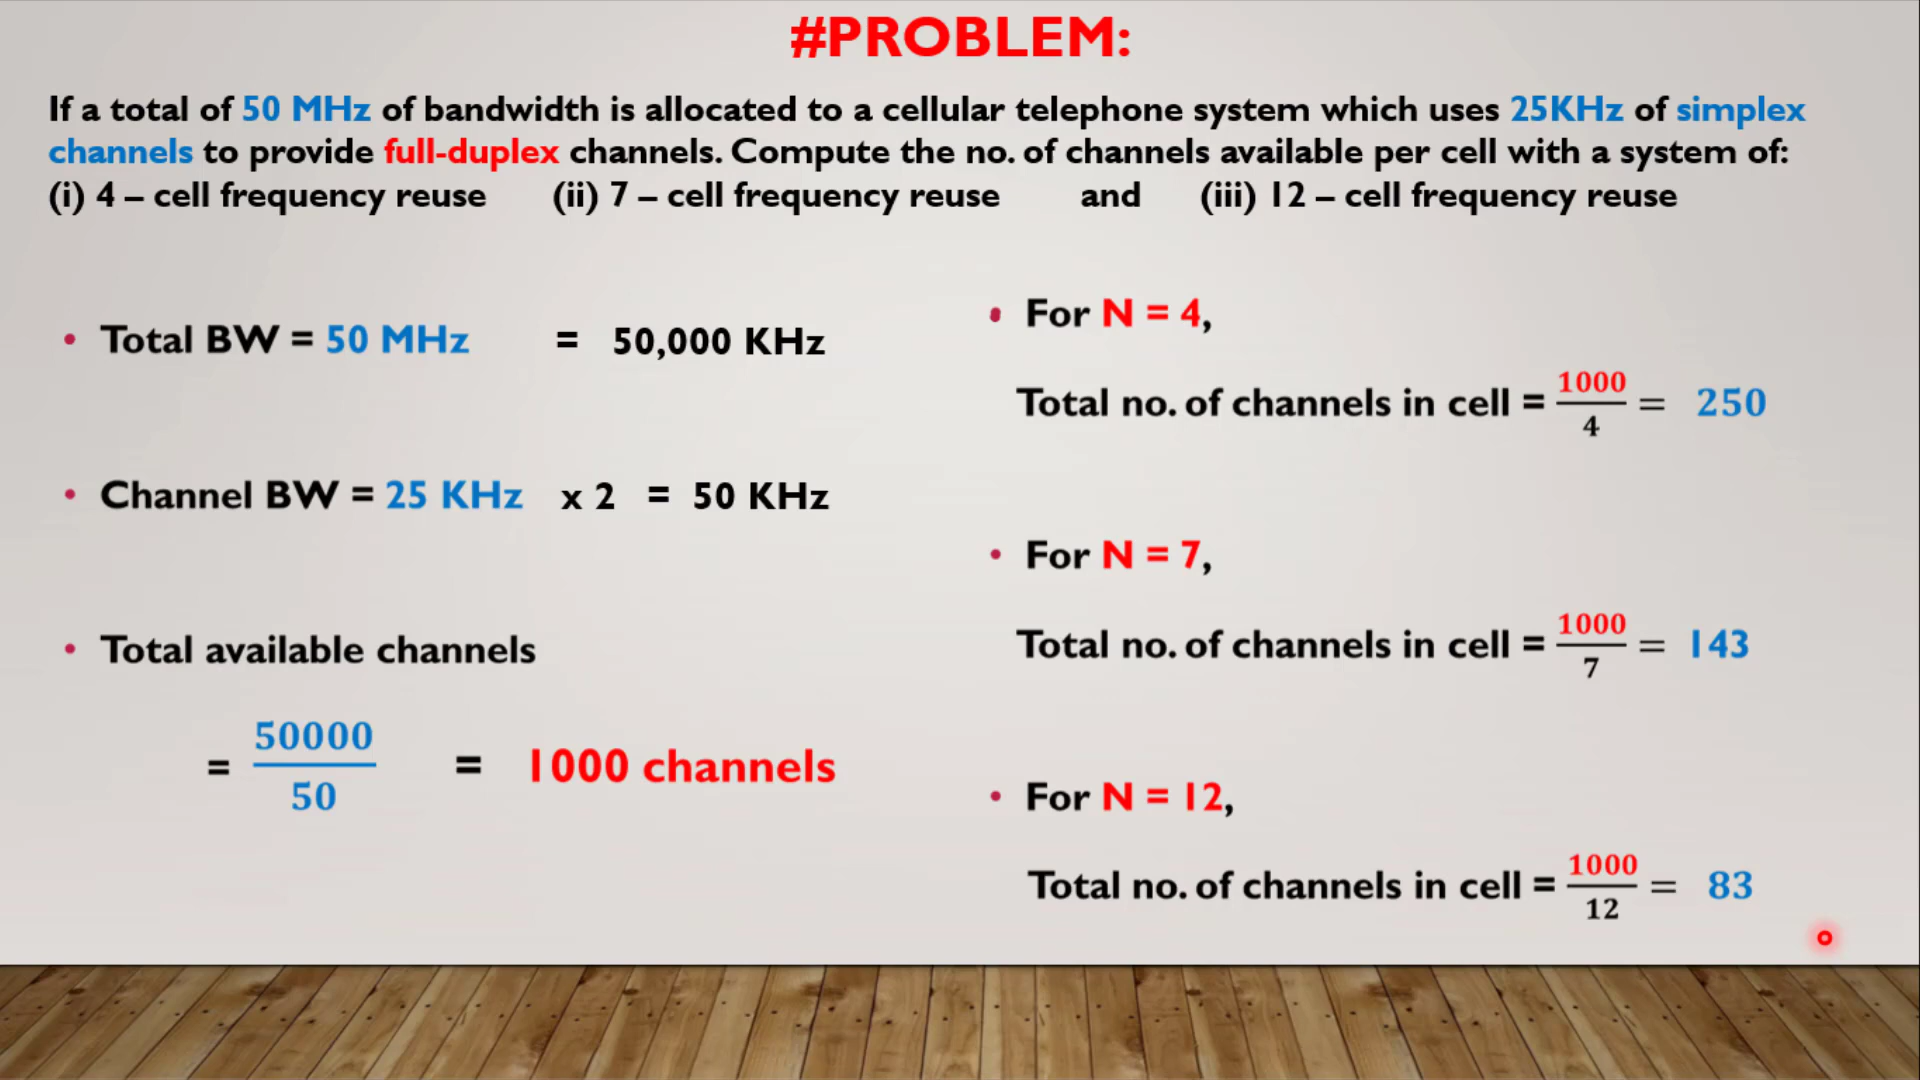 #PROBLEM:
If a total of 50 MHz of bandwidth is allocated to a cellular telephone system which uses 25KHz of simplex
channels to provide full-duplex channels. Compute the no. of channels available per cell with a system of:
(i) 4 – cell frequency reuse (ii) 7 – cell frequency reuse and (iii) 12 – cell frequency reuse
• Total BW = 50 MHz = 50,000 KHz
• Channel BW = 25 KHz x 2 = 50 KHz
• Total available channels
= 50000/50 = 1000 channels
• For N = 4,
Total no. of channels in cell = 1000/4 = 250
• For N = 7,
Total no. of channels in cell = 1000/7 = 143
• For N = 12,
Total no. of channels in cell = 1000/12 = 83